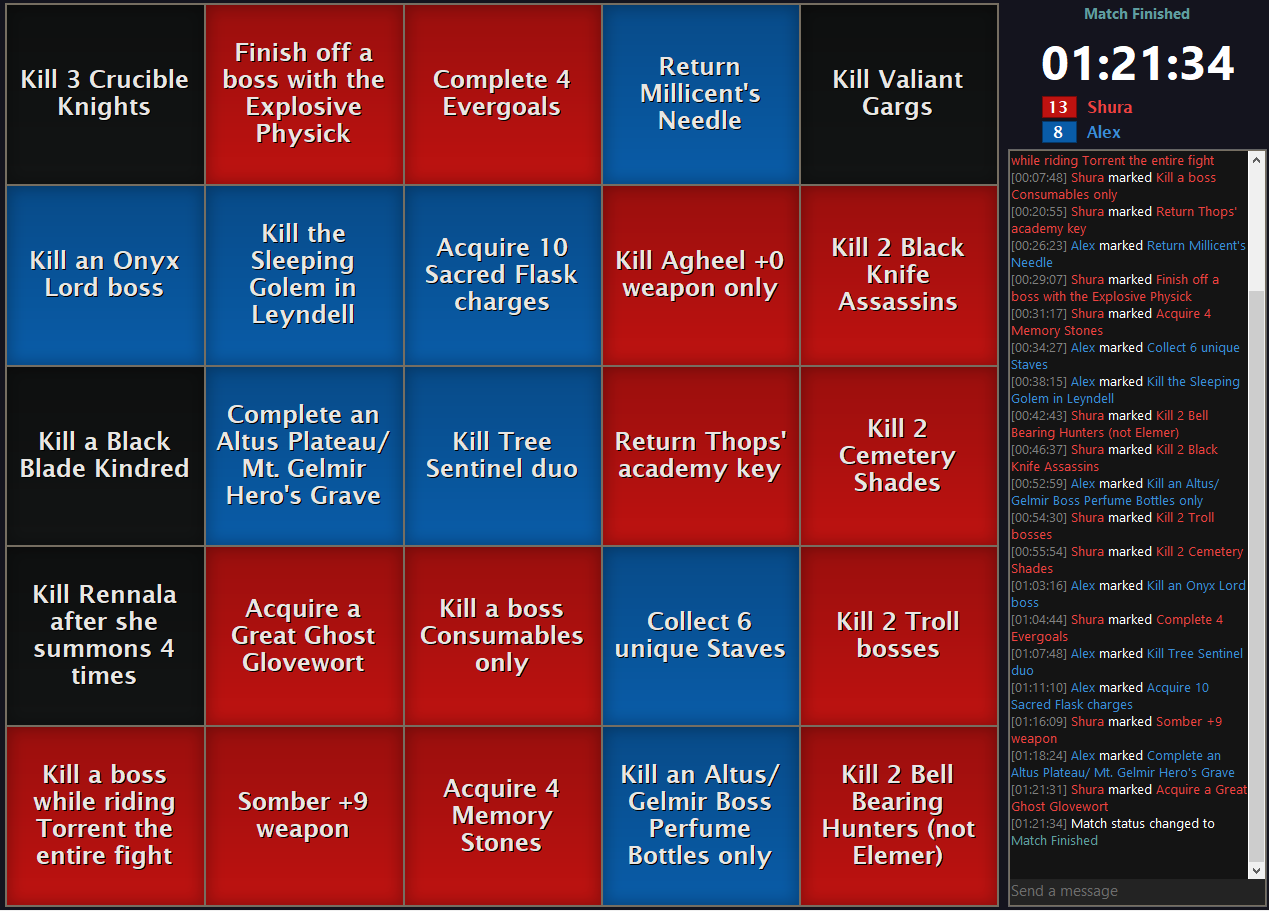 Kill 3 Crucible
Knights
Finish off a
boss with the
Explosive
Physick
Complete 4
Evergoals
Return
Millicent's
Needle
Kill Valiant
Gargs
Kill an Onyx
Lord boss
Kill the
Sleeping
Golem in
Leyndell
Acquire 10
Sacred Flask
charges
Kill Agheel +0
weapon only
Kill 2 Black
Knife
Assassins
Kill a Black
Blade Kindred
Complete an
Altus Plateau/
Mt. Gelmir
Hero's Grave
Kill Tree
Sentinel duo
Return Thops'
academy key
Kill 2
Cemetery
Shades
Kill Rennala
after she
summons 4
times
Acquire a
Great Ghost
Glovewort
Kill a boss
Consumables
only
Collect 6
unique Staves
Kill 2 Troll
bosses
Kill a boss
while riding
Torrent the
entire fight
Somber +9
weapon
Acquire 4
Memory
Stones
Kill an Altus/
Gelmir Boss
Perfume
Bottles only
Kill 2 Bell
Bearing
Hunters (not
Elemer)
Match Finished
01:21:34
13 Shura
8 Alex
while riding Torrent the entire fight
[00:07:48] Shura marked Kill a boss
Consumables only
[00:20:55] Shura marked Return Thops'
academy key
[00:26:23] Alex marked Return Millicent's
Needle
[00:29:07] Shura marked Finish off a
boss with the Explosive Physick
[00:31:17] Shura marked Acquire 4
Memory Stones
[00:34:27] Alex marked Collect 6 unique
Staves
[00:38:15] Alex marked Kill the Sleeping
Golem in Leyndell
[00:42:43] Shura marked Kill 2 Bell
Bearing Hunters (not Elemer)
[00:46:37] Shura marked Kill 2 Black
Knife Assassins
[00:52:59] Alex marked Kill an Altus/
Gelmir Boss Perfume Bottles only
[00:54:30] Shura marked Kill 2 Troll
bosses
[00:55:54] Shura marked Kill 2 Cemetery
Shades
[01:03:16] Alex marked Kill an Onyx Lord
boss
[01:04:44] Shura marked Complete 4
Evergoals
[01:07:48] Alex marked Kill Tree Sentinel
duo
[01:11:10] Alex marked Acquire 10
Sacred Flask charges
[01:16:09] Shura marked Somber +9
weapon
[01:18:24] Alex marked Complete an
Altus Plateau/ Mt. Gelmir Hero's Grave
[01:21:31] Shura marked Acquire a Great
Ghost Glovewort
[01:21:34] Match status changed to
Match Finished
Send a message